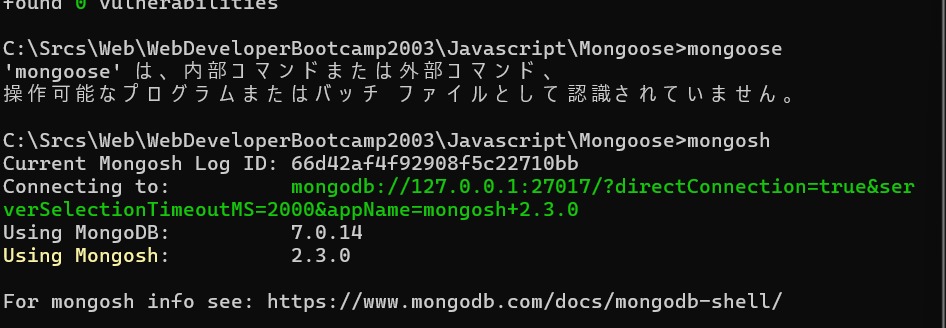 found 0 vulnerabilities
C:\Srcs\Web\WebDeveloperBootcamp2003\Javascript\Mongoose>mongoose
'mongoose' は、内部コマンドまたは外部コマンド、
操作可能なプログラムまたはバッチ ファイルとして認識されていません。
C:\Srcs\Web\WebDeveloperBootcamp2003\Javascript\Mongoose>mongosh
Current Mongosh Log ID: 66d42af4f92908f5c22710bb
Connecting to:          mongodb://127.0.0.1:27017/?directConnection=true&ser
verSelectionTimeoutMS=2000&appName=mongosh+2.3.0
Using MongoDB:          7.0.14
Using Mongosh:          2.3.0
For mongosh info see: https://www.mongodb.com/docs/mongodb-shell/